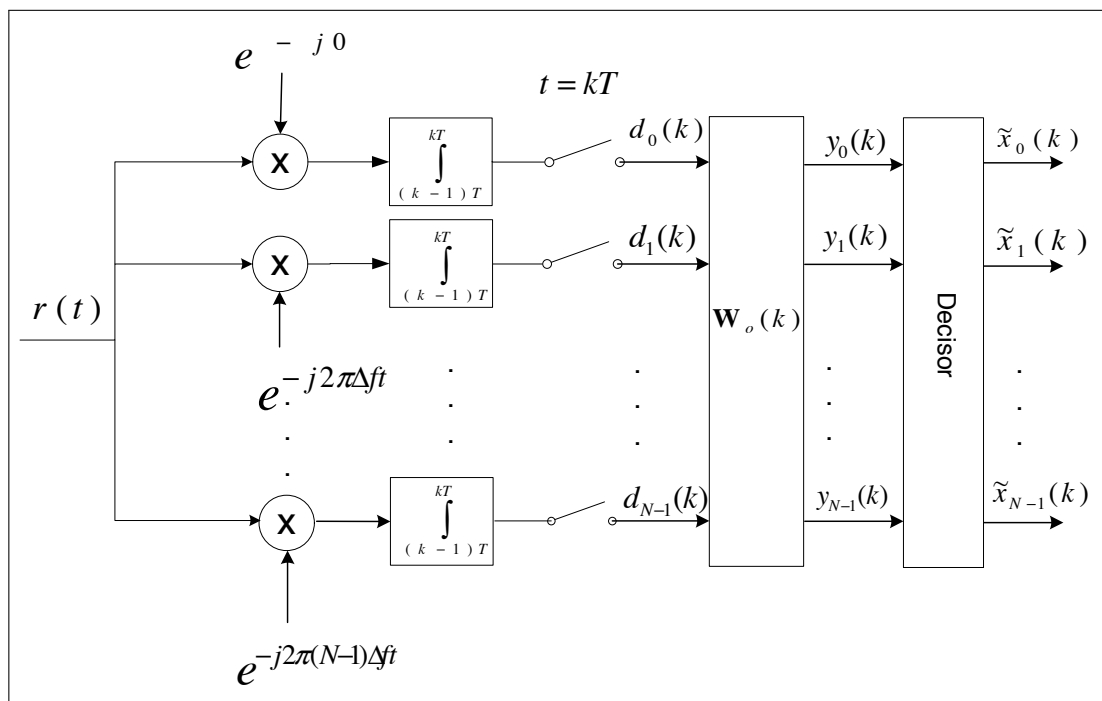 e^{- j0}
t = kT
r(t)
X
∫_{(k-1)T}^{kT}
d_0(k)
y_0(k)
x̃_0(k)
X
∫_{(k-1)T}^{kT}
d_1(k)
y_1(k)
x̃_1(k)
e^{-j2πΔft}
W_o(k)
Decisor
X
∫_{(k-1)T}^{kT}
d_{N-1}(k)
y_{N-1}(k)
x̃_{N-1}(k)
e^{-j2π(N-1)Δft}